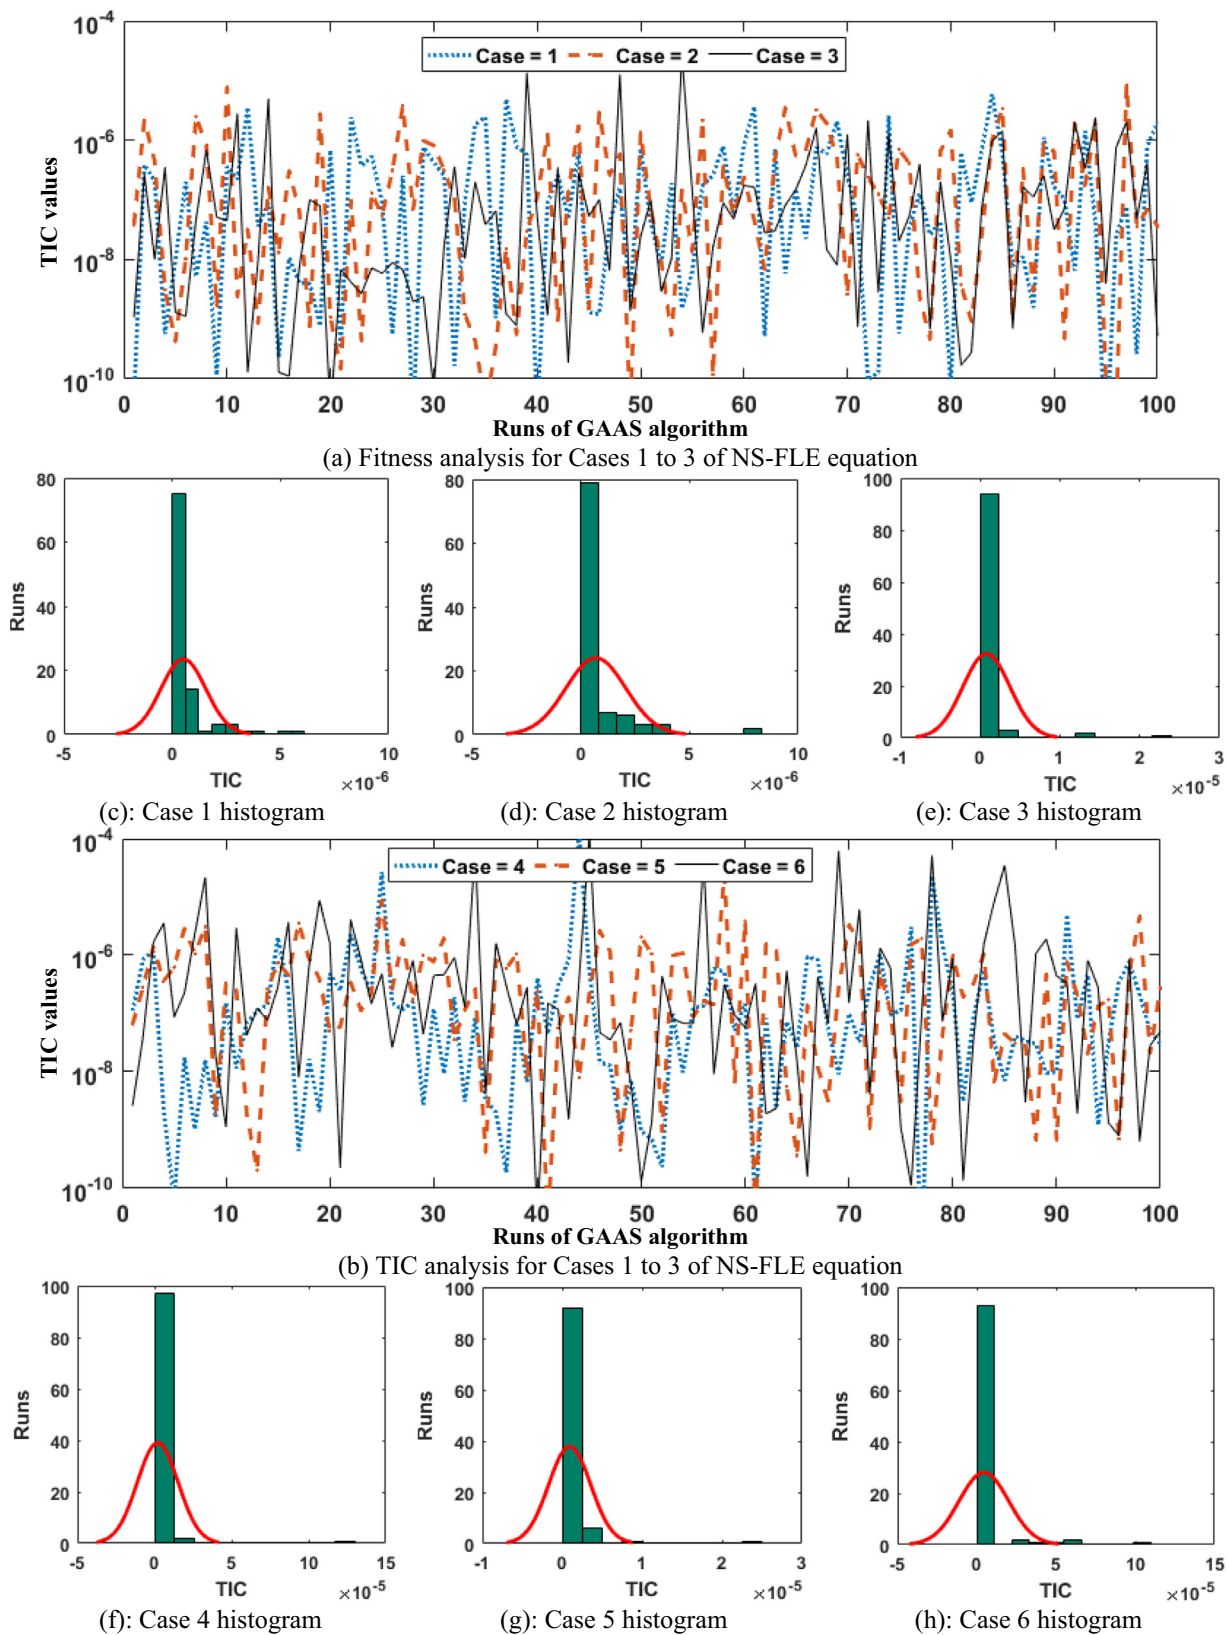 10^-4
Case = 1 Case = 2 Case = 3
10^-6
TIC values
10^-8
10^-10
0 10 20 30 40 50 60 70 80 90 100
Runs of GAAS algorithm
(a) Fitness analysis for Cases 1 to 3 of NS-FLE equation
80
60
40
20
0
Runs
-5 0 5 10
TIC ×10^-6
(c): Case 1 histogram
80
60
40
20
0
Runs
-5 0 5 10
TIC ×10^-6
(d): Case 2 histogram
100
80
60
40
20
0
Runs
-1 0 1 2 3
TIC ×10^-5
(e): Case 3 histogram
10^-4
Case = 4 Case = 5 Case = 6
10^-6
TIC values
10^-8
10^-10
0 10 20 30 40 50 60 70 80 90 100
Runs of GAAS algorithm
(b) TIC analysis for Cases 1 to 3 of NS-FLE equation
100
80
60
40
20
0
Runs
-5 0 5 10 15
TIC ×10^-5
(f): Case 4 histogram
100
80
60
40
20
0
Runs
-1 0 1 2 3
TIC ×10^-5
(g): Case 5 histogram
100
80
60
40
20
0
Runs
-5 0 5 10 15
TIC ×10^-5
(h): Case 6 histogram